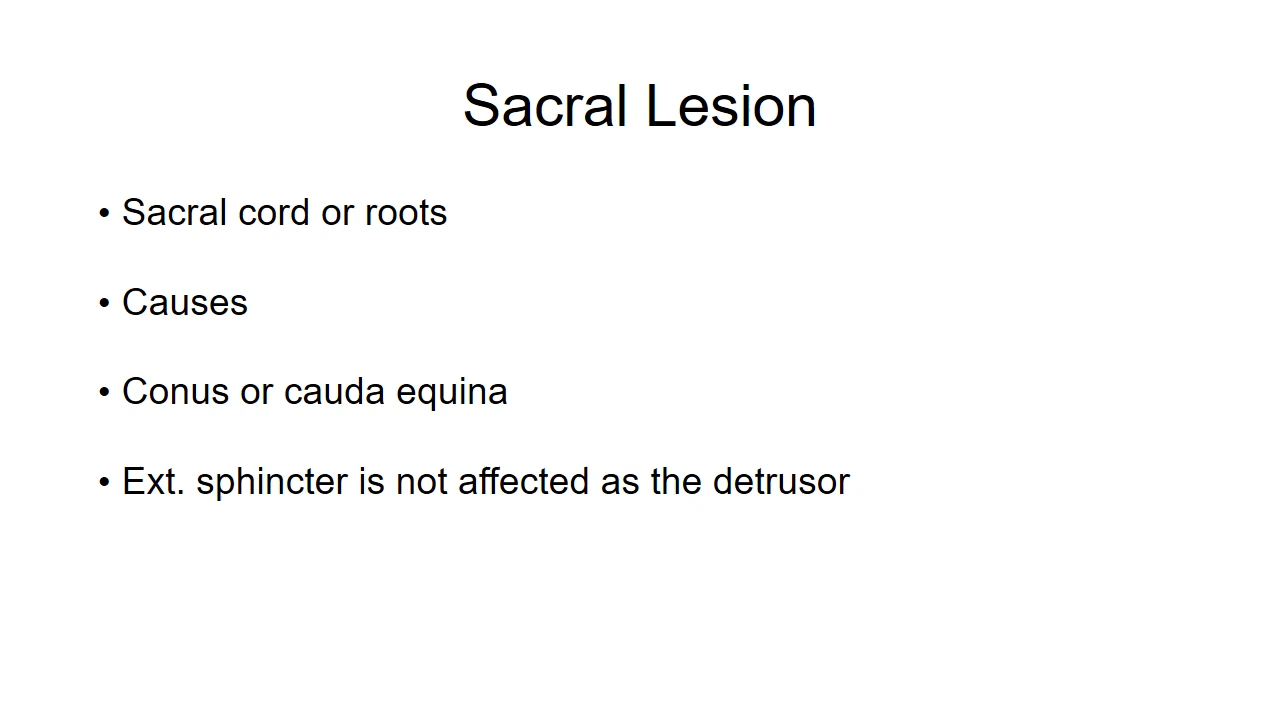 Sacral Lesion
• Sacral cord or roots
• Causes
• Conus or cauda equina
• Ext. sphincter is not affected as the detrusor